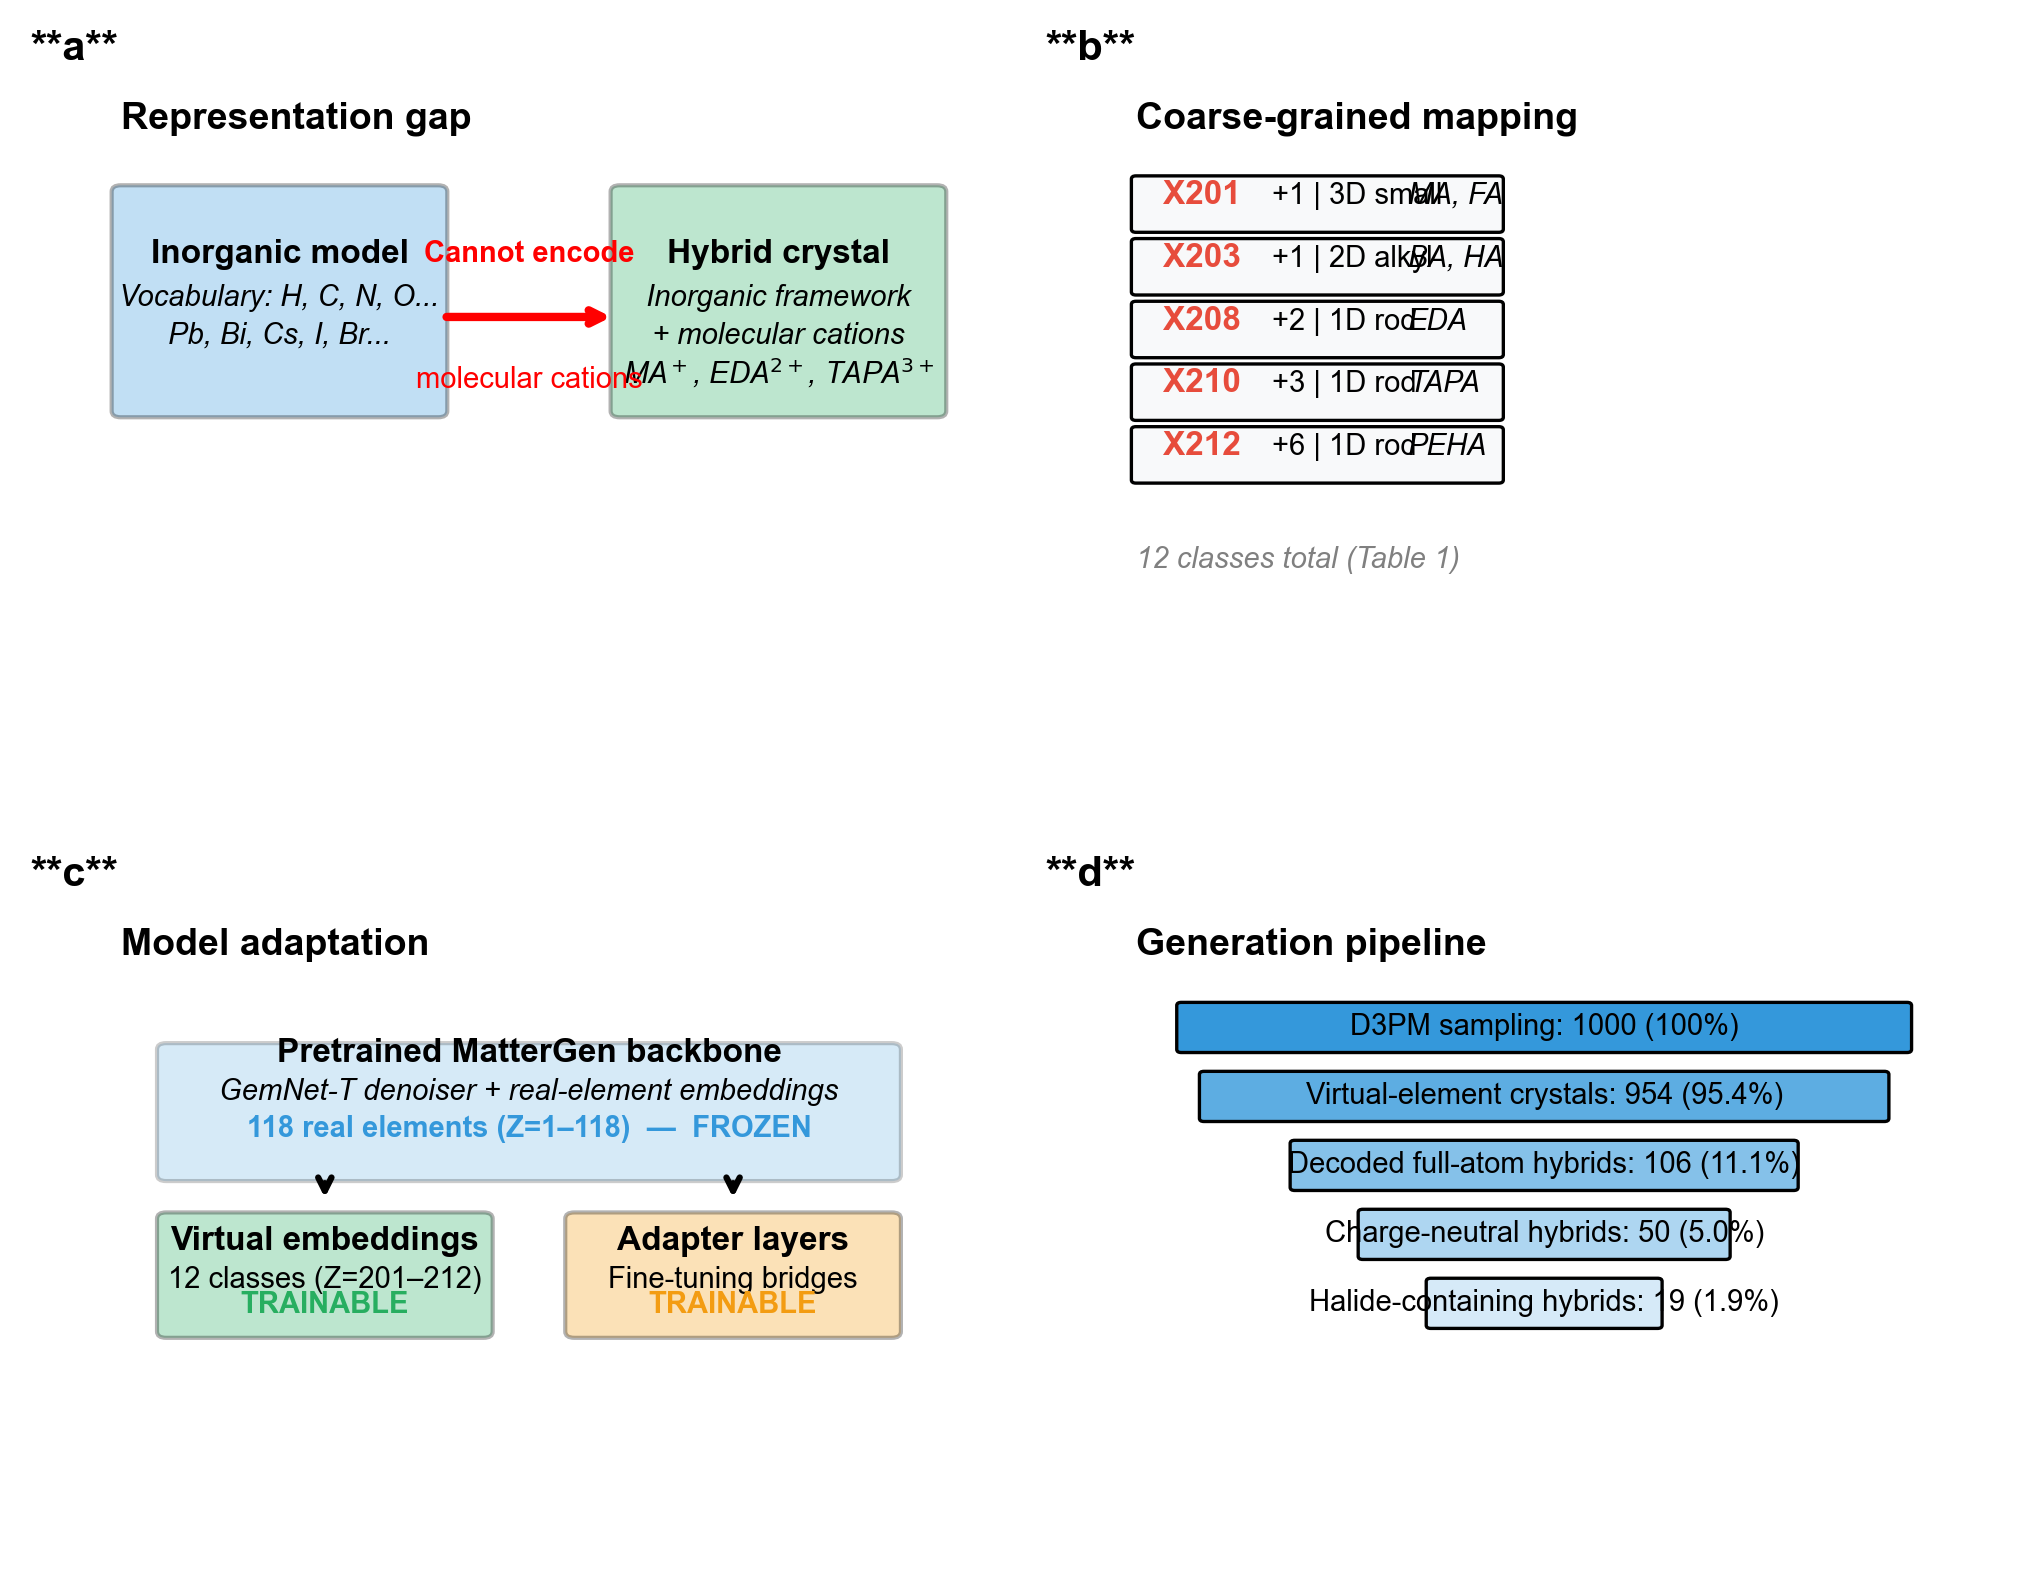 **a**
Representation gap
Inorganic model
Vocabulary: H, C, N, O...
Pb, Bi, Cs, I, Br...
Cannot encode
molecular cations
Hybrid crystal
Inorganic framework
+ molecular cations
MA⁺, EDA²⁺, TAPA³⁺
**b**
Coarse-grained mapping
X201 +1 | 3D small MA, FA
X203 +1 | 2D alkyl BA, HA
X208 +2 | 1D rod EDA
X210 +3 | 1D rod TAPA
X212 +6 | 1D rod PEHA
12 classes total (Table 1)
**c**
Model adaptation
Pretrained MatterGen backbone
GemNet-T denoiser + real-element embeddings
118 real elements (Z=1–118) — FROZEN
Virtual embeddings
12 classes (Z=201–212)
TRAINABLE
Adapter layers
Fine-tuning bridges
TRAINABLE
**d**
Generation pipeline
D3PM sampling: 1000 (100%)
Virtual-element crystals: 954 (95.4%)
Decoded full-atom hybrids: 106 (11.1%)
Charge-neutral hybrids: 50 (5.0%)
Halide-containing hybrids: 19 (1.9%)